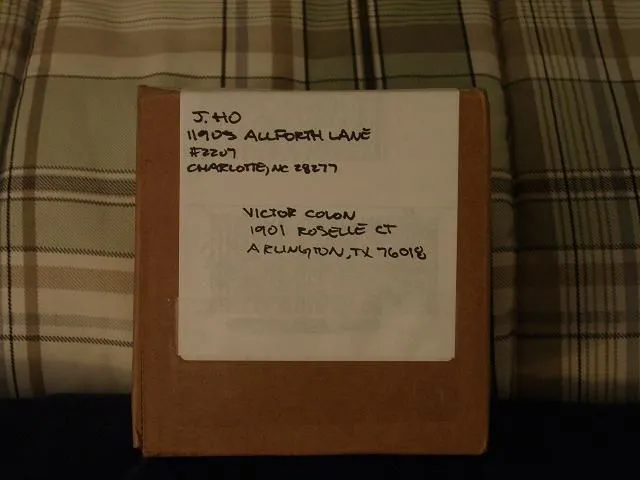 J. HO
11905 ALLFORTH LANE
#2207
CHARLOTTE, NC 28277
VICTOR COLON
1901 ROSELLE CT
ARLINGTON, TX 76018